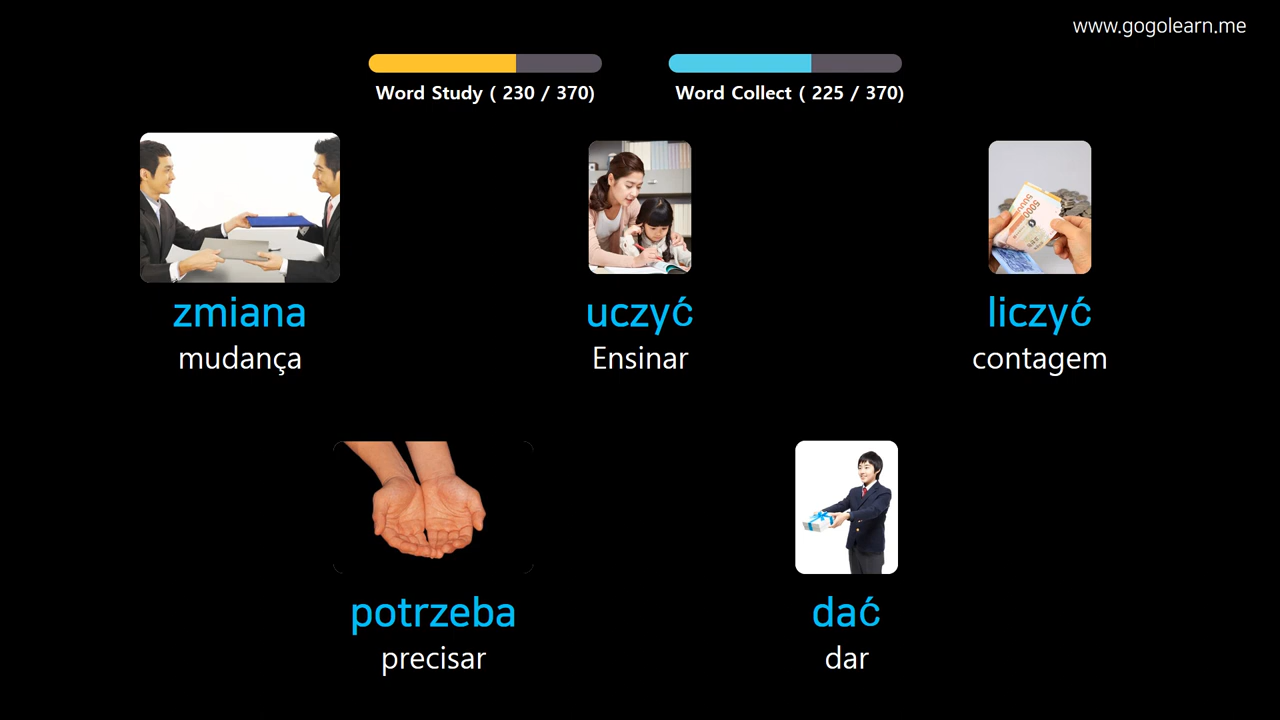 www.gogolearn.me
Word Study ( 230 / 370)
Word Collect ( 225 / 370)
zmiana
mudança
uczyć
Ensinar
liczyć
contagem
potrzeba
precisar
dać
dar